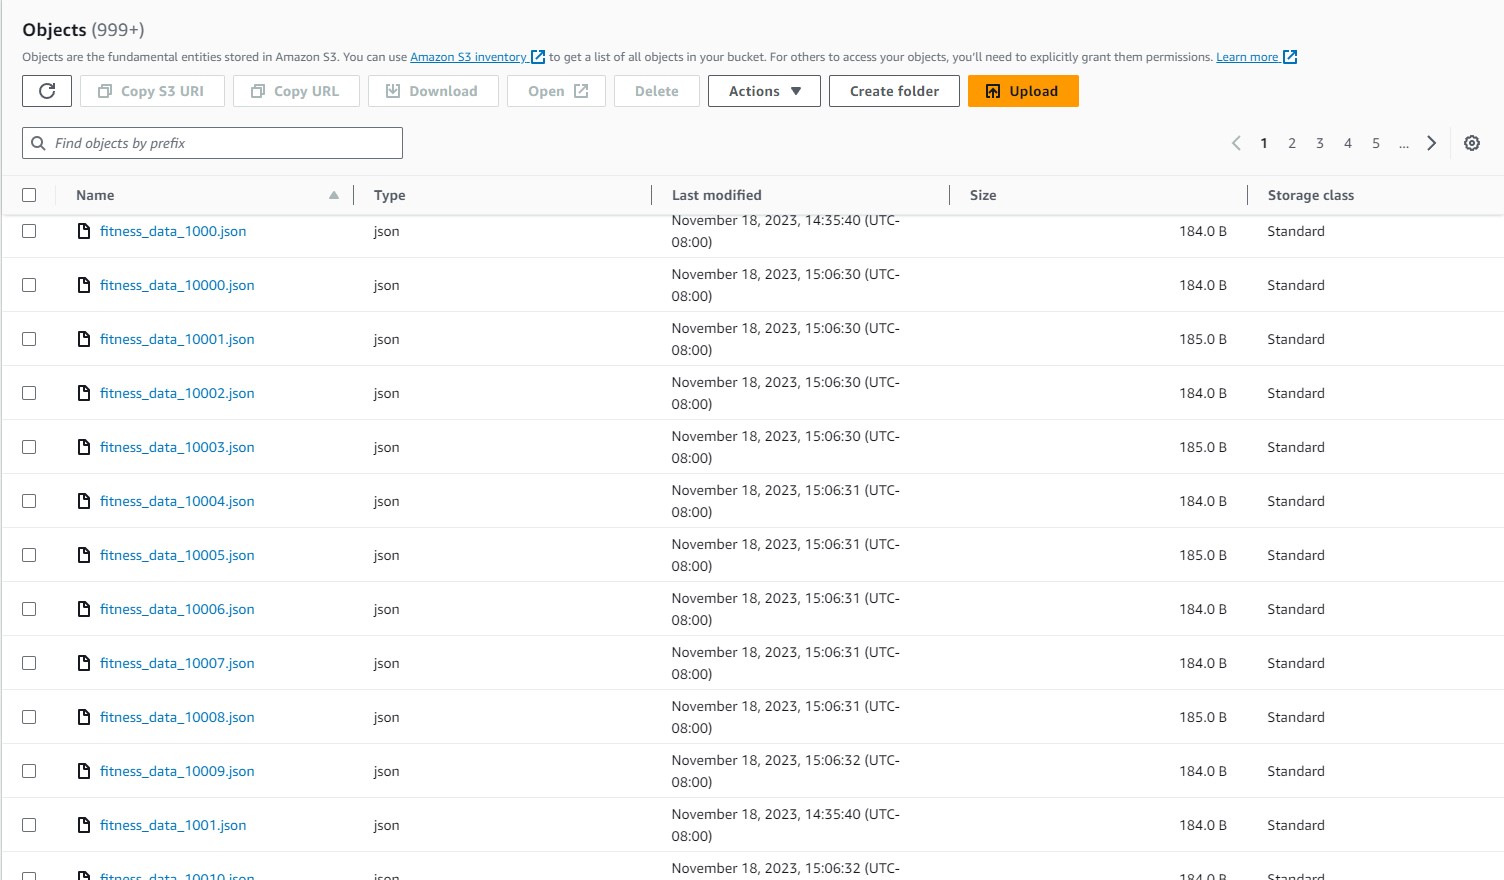 Objects (999+)
Objects are the fundamental entities stored in Amazon S3. You can use Amazon S3 inventory to get a list of all objects in your bucket. For others to access your objects, you'll need to explicitly grant them permissions. Learn more
Copy S3 URI Copy URL Download Open Delete Actions Create folder Upload
Find objects by prefix 1 2 3 4 5 ...
Name Type Last modified Size Storage class
November 18, 2023, 14:35:40 (UTC-
fitness_data_1000.json json 184.0 B Standard
08:00)
November 18, 2023, 15:06:30 (UTC-
fitness_data_10000.json json 184.0 B Standard
08:00)
November 18, 2023, 15:06:30 (UTC-
fitness_data_10001.json json 185.0 B Standard
08:00)
November 18, 2023, 15:06:30 (UTC-
fitness_data_10002.json json 184.0 B Standard
08:00)
November 18, 2023, 15:06:30 (UTC-
fitness_data_10003.json json 185.0 B Standard
08:00)
November 18, 2023, 15:06:31 (UTC-
fitness_data_10004.json json 184.0 B Standard
08:00)
November 18, 2023, 15:06:31 (UTC-
fitness_data_10005.json json 185.0 B Standard
08:00)
November 18, 2023, 15:06:31 (UTC-
fitness_data_10006.json json 184.0 B Standard
08:00)
November 18, 2023, 15:06:31 (UTC-
fitness_data_10007.json json 184.0 B Standard
08:00)
November 18, 2023, 15:06:31 (UTC-
fitness_data_10008.json json 185.0 B Standard
08:00)
November 18, 2023, 15:06:32 (UTC-
fitness_data_10009.json json 184.0 B Standard
08:00)
November 18, 2023, 14:35:40 (UTC-
fitness_data_1001.json json 184.0 B Standard
08:00)
November 18, 2023, 15:06:32 (UTC-
fitness_data_10010.json json 184.0 B Standard